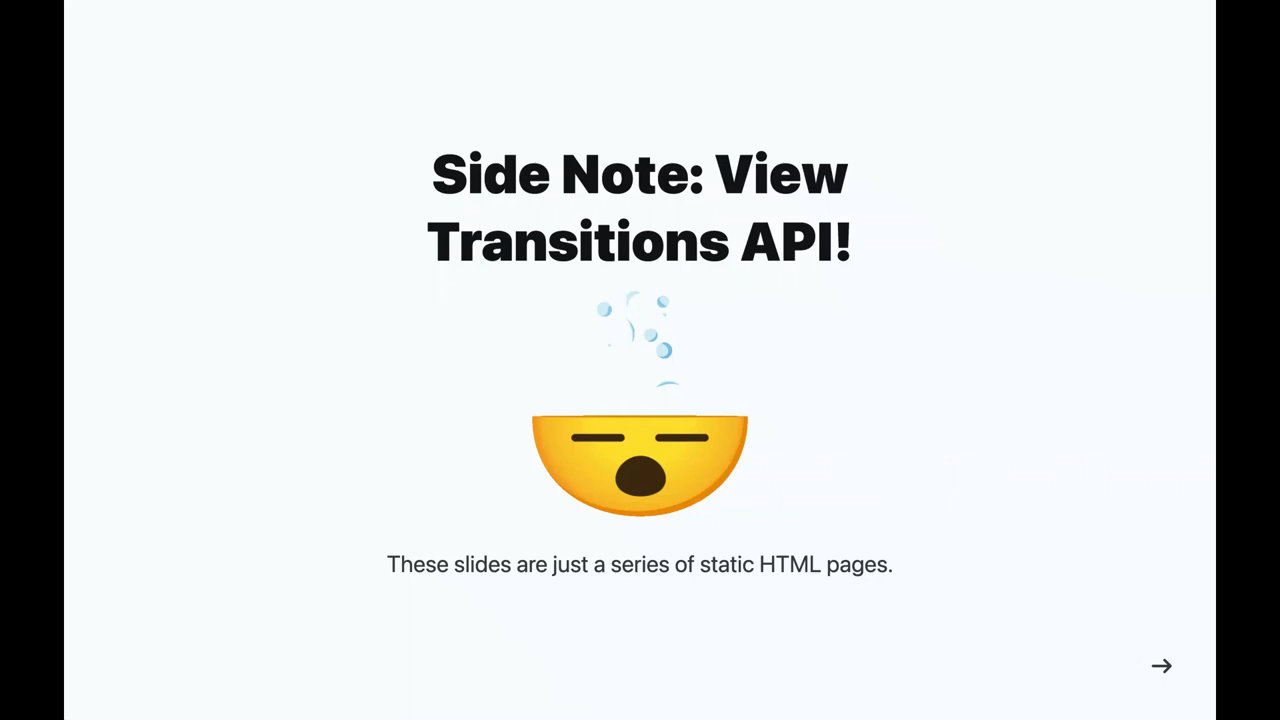 Side Note: View
Transitions API!
These slides are just a series of static HTML pages.